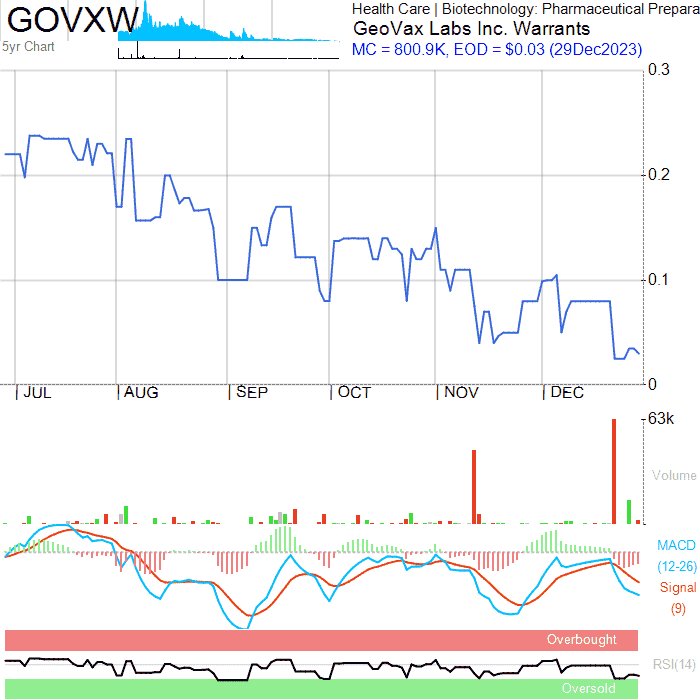 GOVXW
5yr Chart
Health Care | Biotechnology: Pharmaceutical Prepara
GeoVax Labs Inc. Warrants
MC = 800.9K, EOD = $0.03 (29Dec2023)
0.3
0.2
0.1
0
| JUL | AUG | SEP | OCT | NOV | DEC
63k
Volume
MACD
(12-26)
Signal
(9)
Overbought
RSI(14)
Oversold